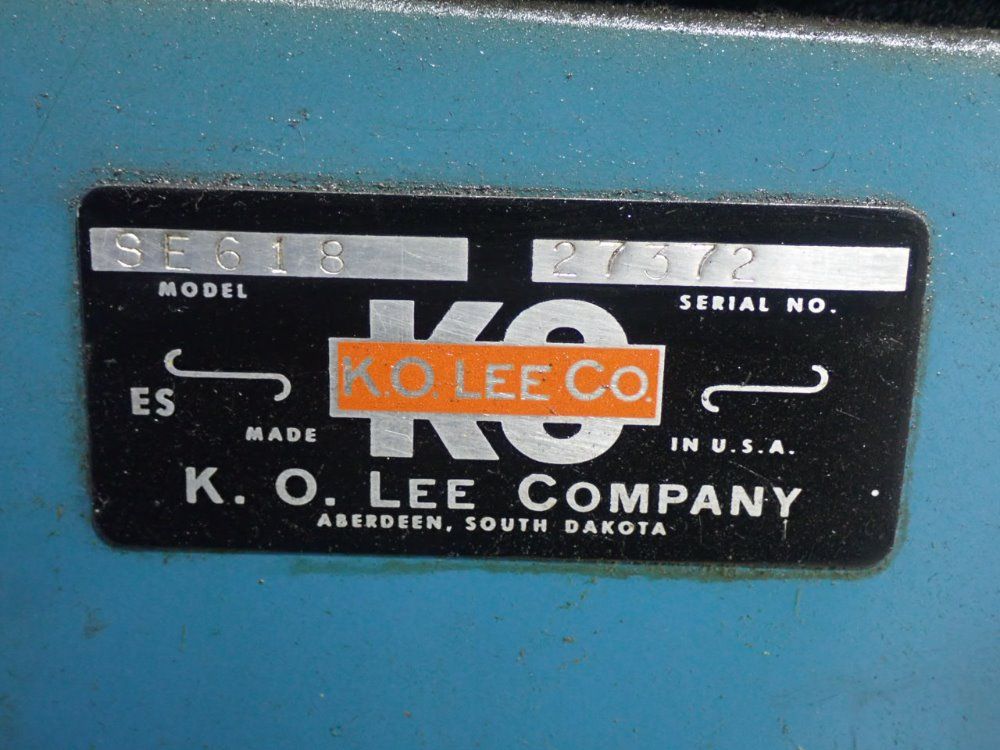 SE618 27372
MODEL SERIAL NO.
KO
K.O. LEE CO.
ES
MADE IN U.S.A.
K. O. LEE COMPANY
ABERDEEN, SOUTH DAKOTA